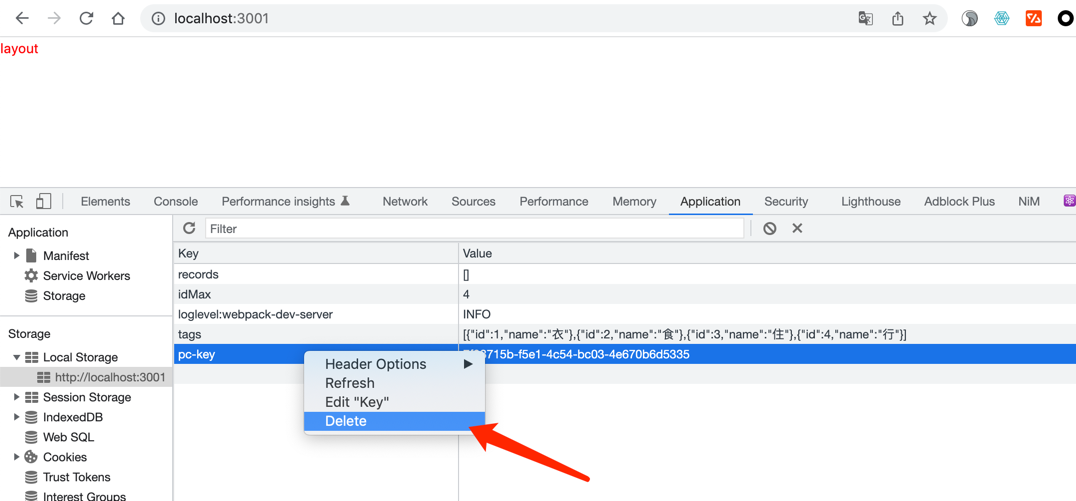 localhost:3001
layout
Elements Console Performance insights Network Sources Performance Memory Application Security Lighthouse Adblock Plus NiM
Application
Filter
Manifest
Service Workers
Storage
Key Value
records []
idMax 4
loglevel:webpack-dev-server INFO
tags [{"id":1,"name":"衣"},{"id":2,"name":"食"},{"id":3,"name":"住"},{"id":4,"name":"行"}]
pc-key 715b-f5e1-4c54-bc03-4e670b6d5335
Storage
Local Storage
http://localhost:3001
Session Storage
IndexedDB
Web SQL
Cookies
Trust Tokens
Interest Groups
Header Options
Refresh
Edit "Key"
Delete